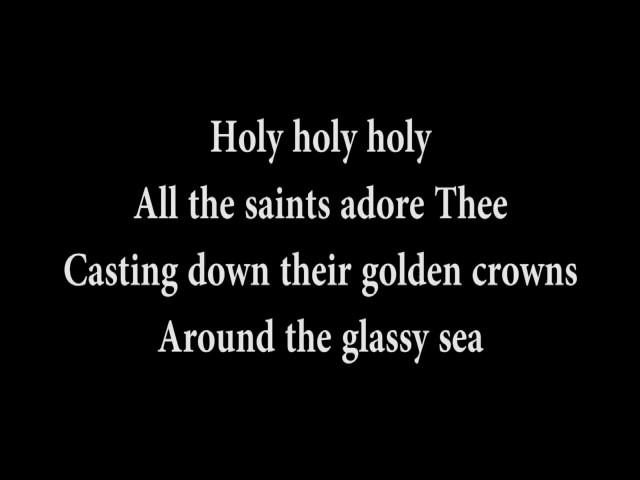 Holy holy holy
All the saints adore Thee
Casting down their golden crowns
Around the glassy sea